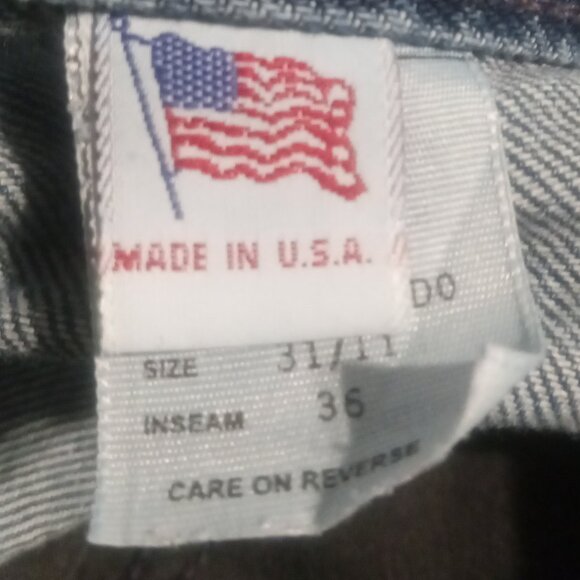 MADE IN U.S.A.
DO
SIZE 31/11
INSEAM 36
CARE ON REVERSE